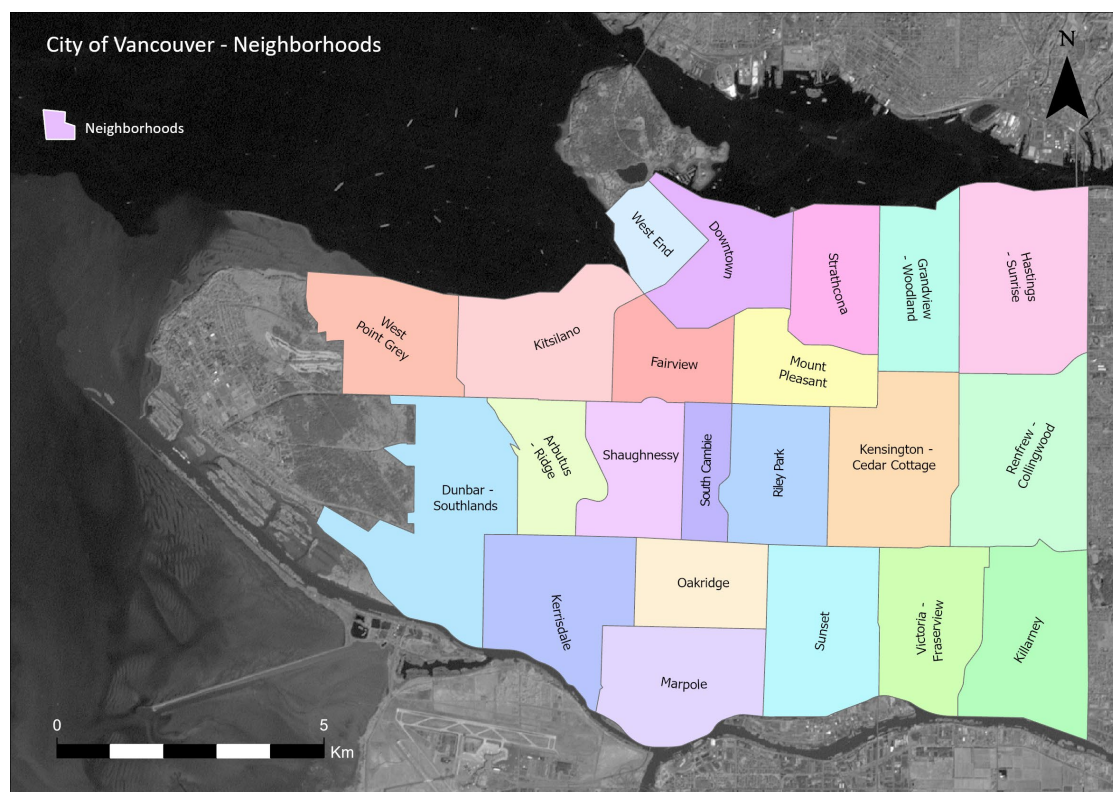 City of Vancouver - Neighborhoods
N
Neighborhoods
West End
Downtown
Strathcona
Grandview
- Woodland
Hastings
- Sunrise
West
Point Grey
Kitsilano
Fairview
Mount
Pleasant
Dunbar -
Southlands
Arbutus
- Ridge
Shaughnessy
South Cambie
Riley Park
Kensington -
Cedar Cottage
Renfrew -
Collingwood
Kerrisdale
Oakridge
Marpole
Sunset
Victoria -
Fraserview
Killarney
0
5
Km